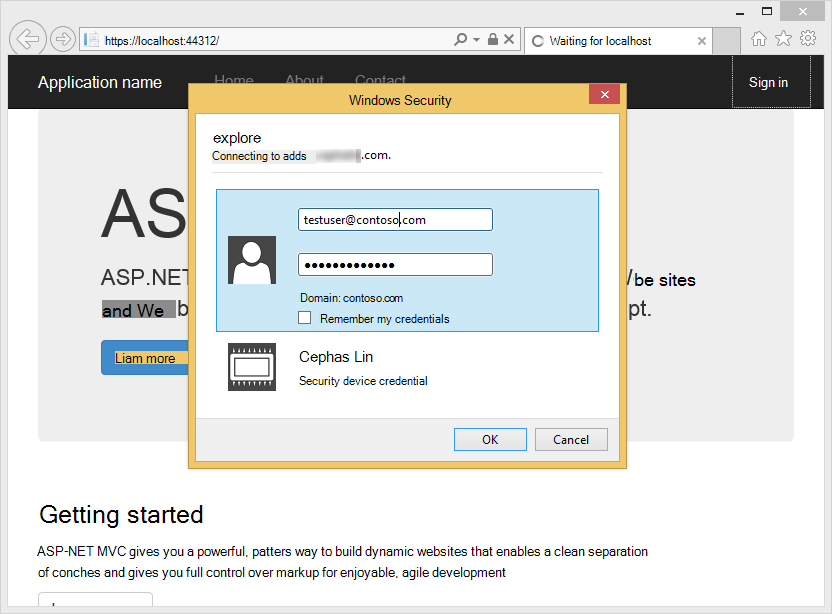 https://localhost:44312/
Waiting for localhost
Application name
Home
About
Contact
Sign in
Windows Security
explore
Connecting to adds .com.
testuser@contoso.com
Domain: contoso.com
Remember my credentials
Cephas Lin
Security device credential
OK
Cancel
AS
ASP.NET
/be sites
and We b
pt.
Liam more
Getting started
ASP-NET MVC gives you a powerful, patters way to build dynamic websites that enables a clean separation
of conches and gives you full control over markup for enjoyable, agile development